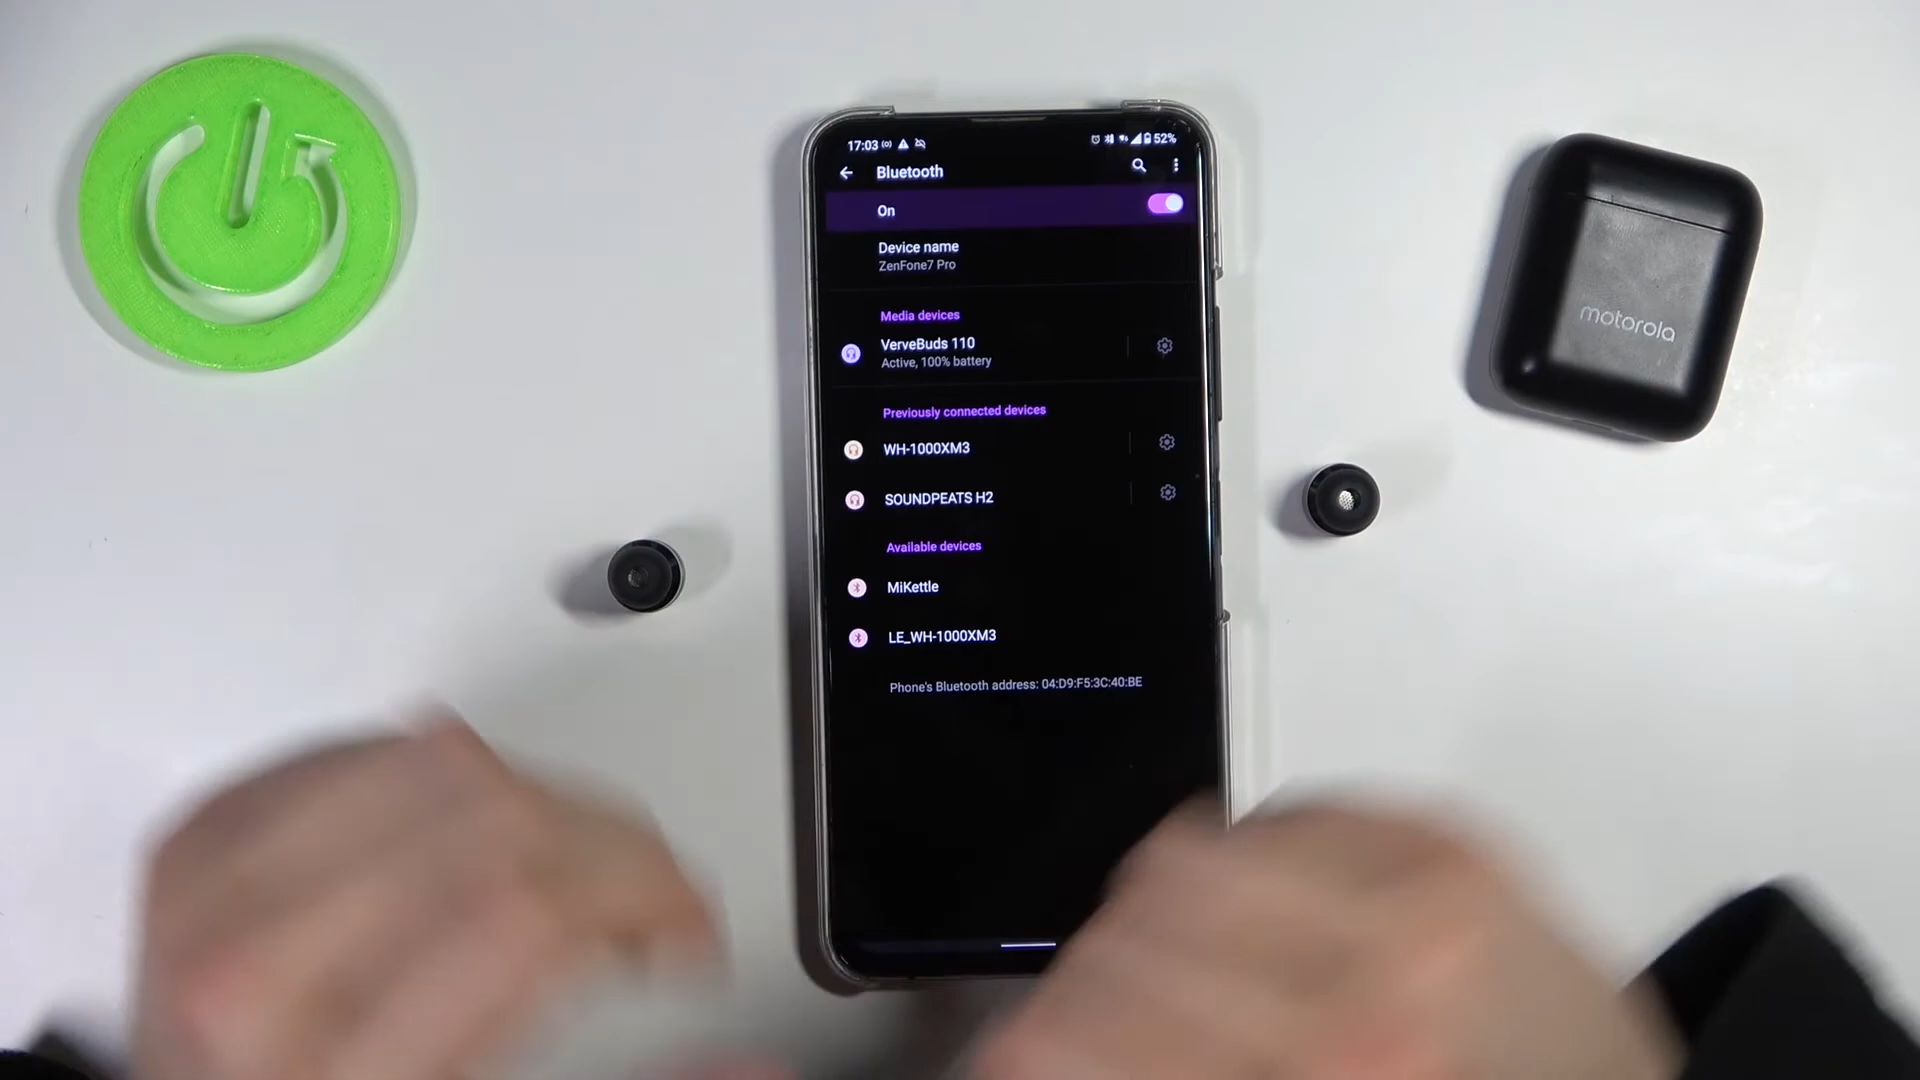 17:03
52%
Bluetooth
On
Device name
ZenFone7 Pro
Media devices
VerveBuds 110
Active, 100% battery
Previously connected devices
WH-1000XM3
SOUNDPEATS H2
Available devices
MiKettle
LE_WH-1000XM3
Phone's Bluetooth address: 04:D9:F5:3C:40:BE
motorola